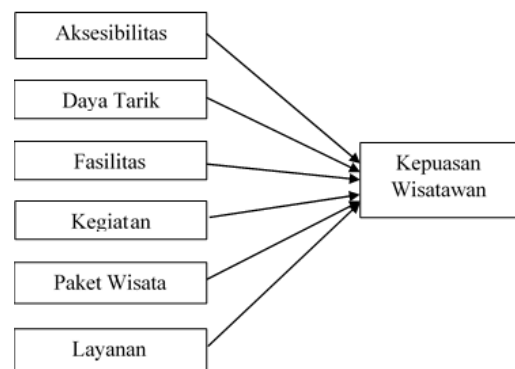 Aksesibilitas
Daya Tarik
Fasilitas
Kegiatan
Paket Wisata
Layanan
Kepuasan
Wisatawan